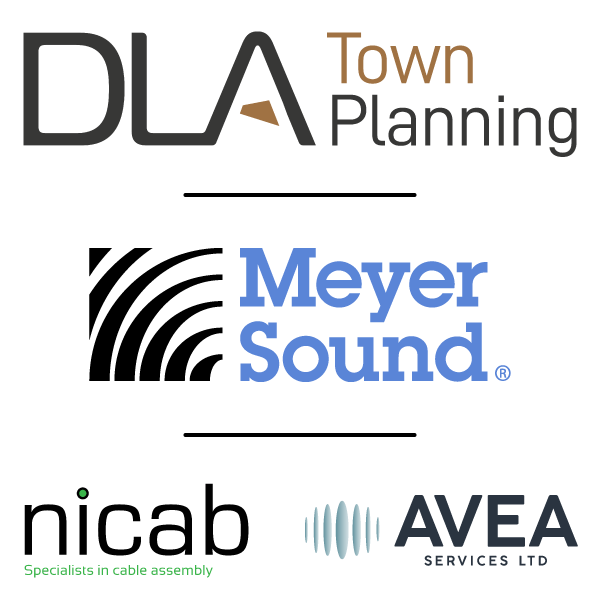 DLA Town
Planning
Meyer
Sound®
nicab
Specialists in cable assembly
AVEA
SERVICES LTD